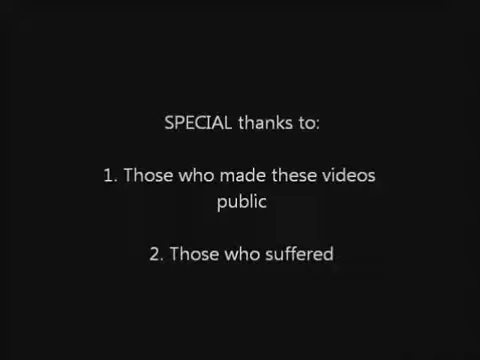 SPECIAL thanks to:
1. Those who made these videos
public
2. Those who suffered